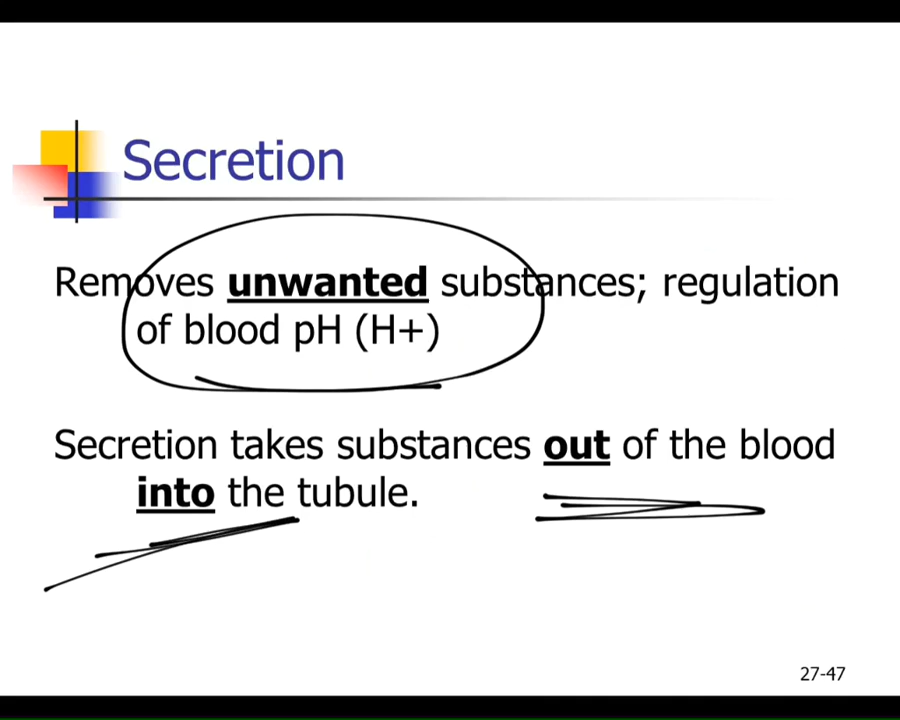 Secretion
Removes unwanted substances; regulation
of blood pH (H+)
Secretion takes substances out of the blood
into the tubule.
27-47